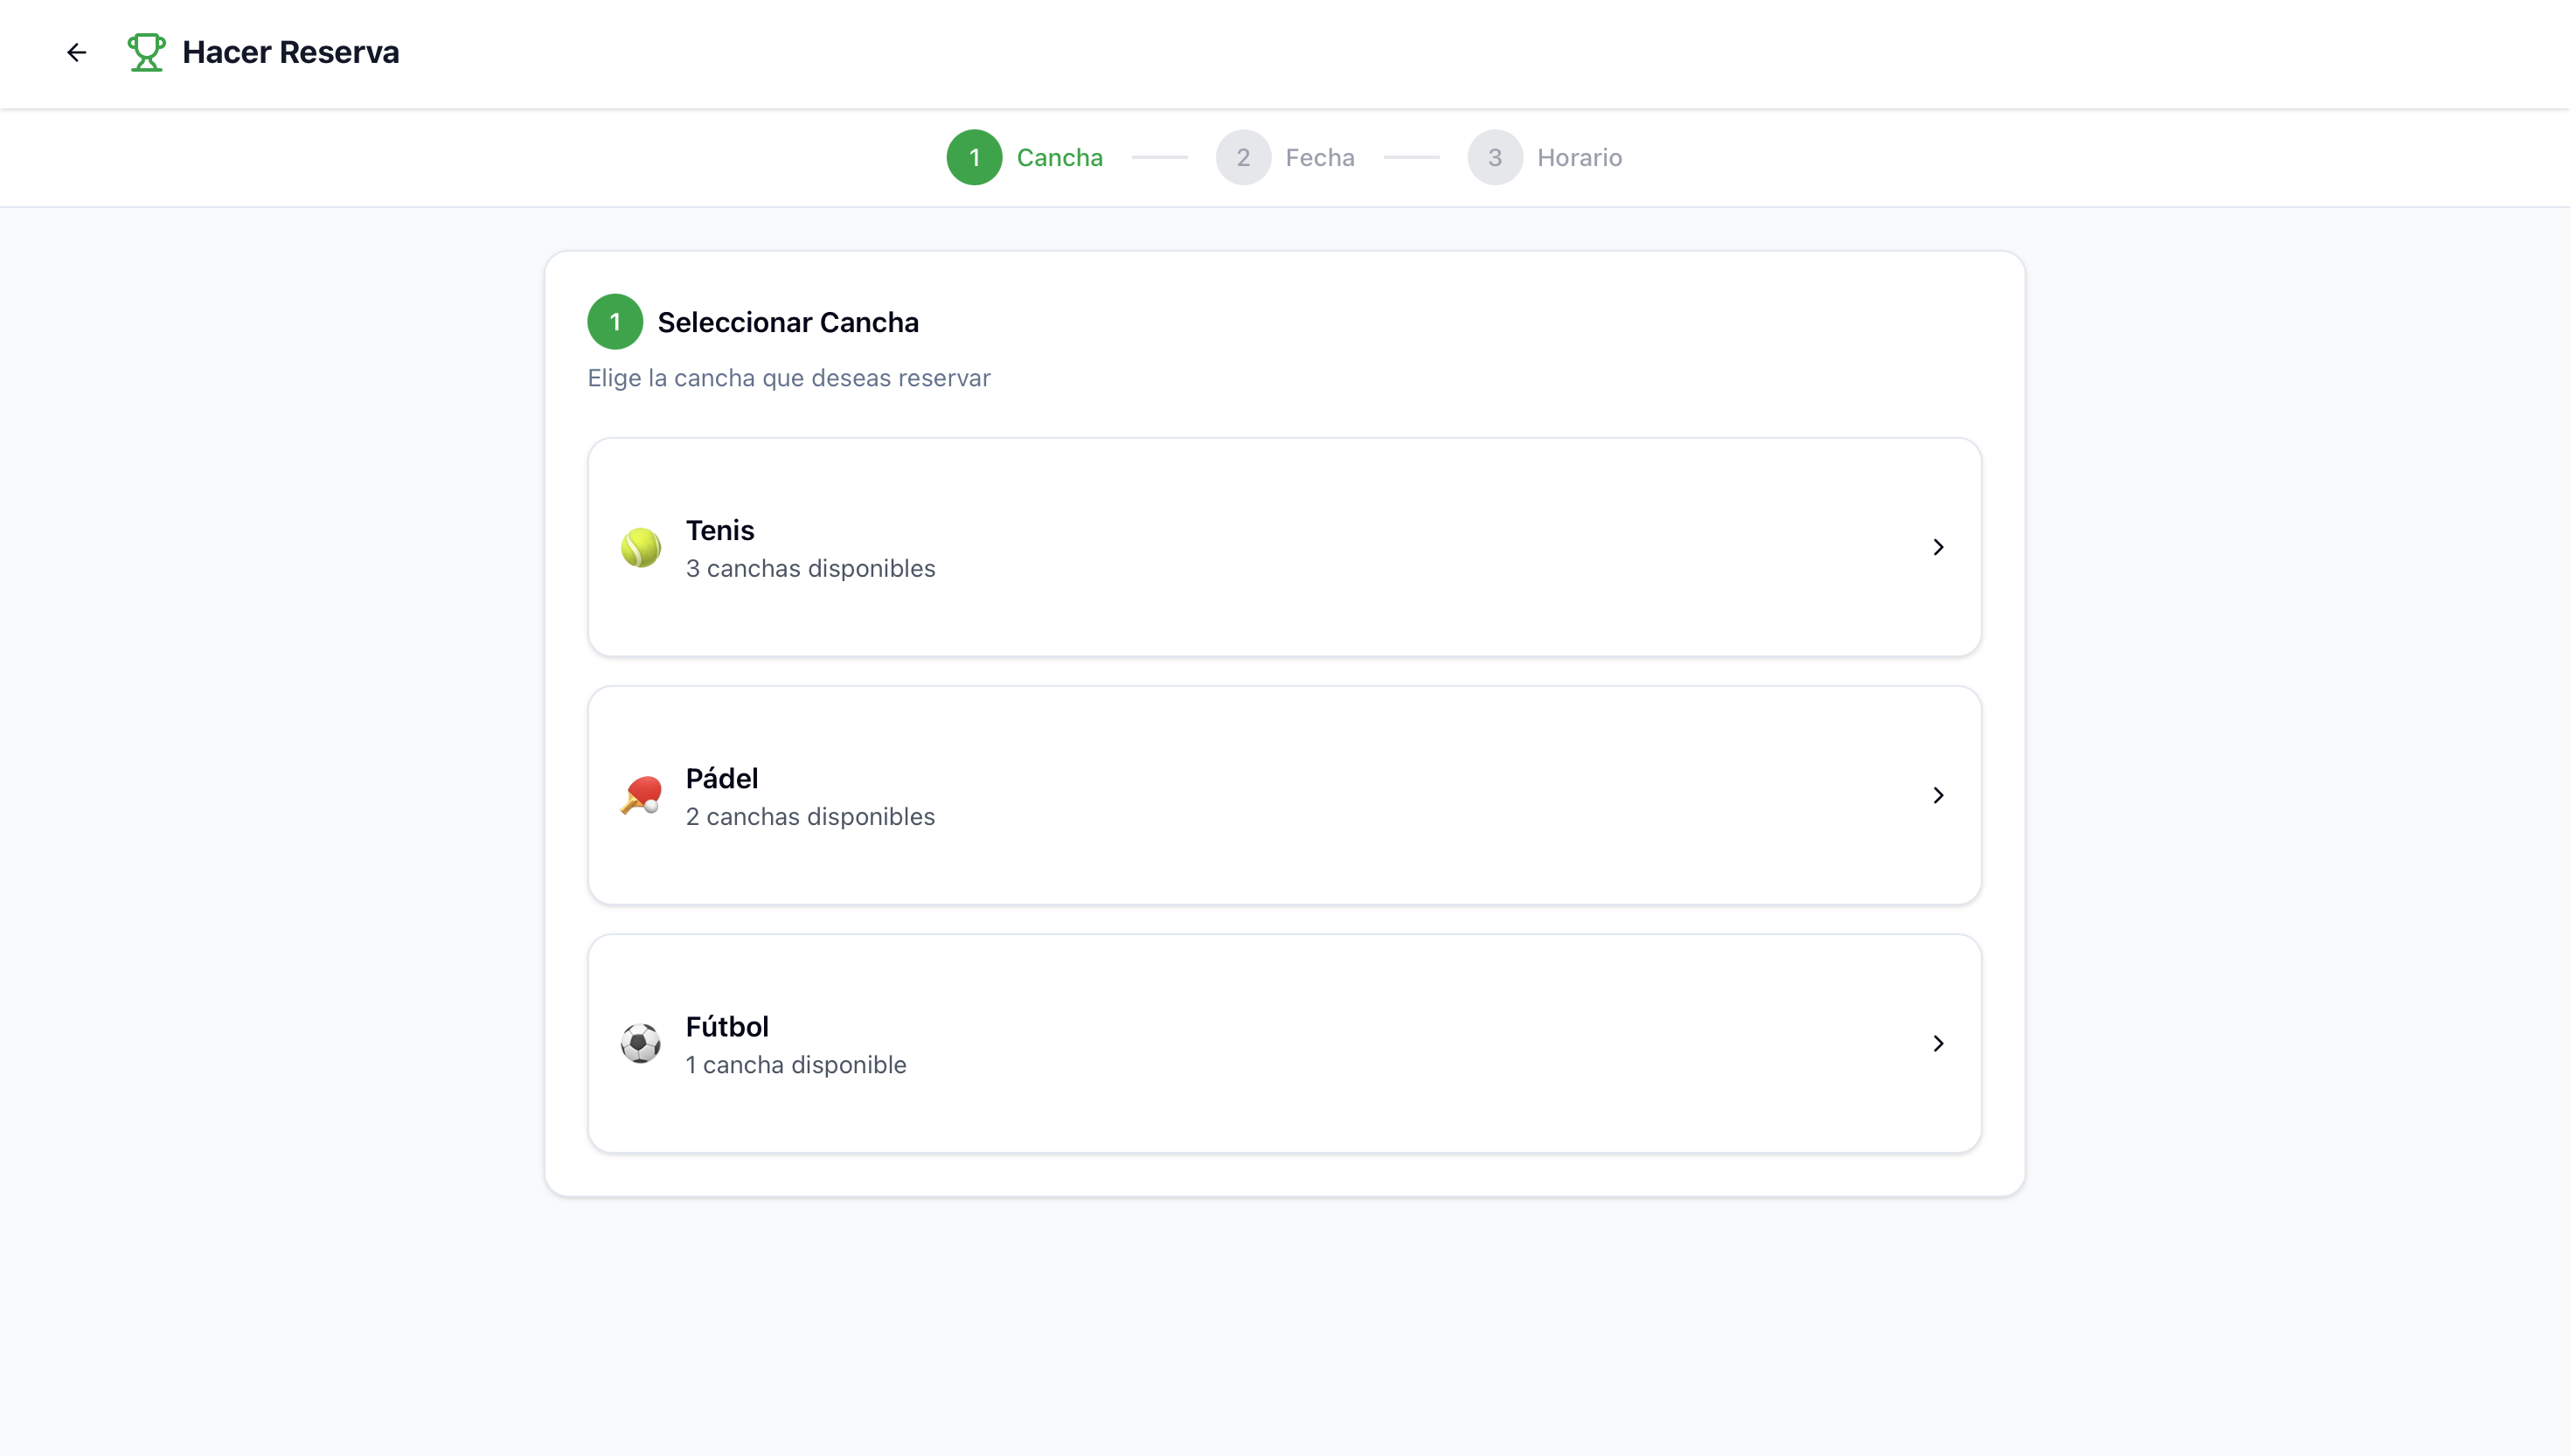 Hacer Reserva
1 Cancha 2 Fecha 3 Horario
1 Seleccionar Cancha
Elige la cancha que deseas reservar
Tenis
3 canchas disponibles
Pádel
2 canchas disponibles
Fútbol
1 cancha disponible